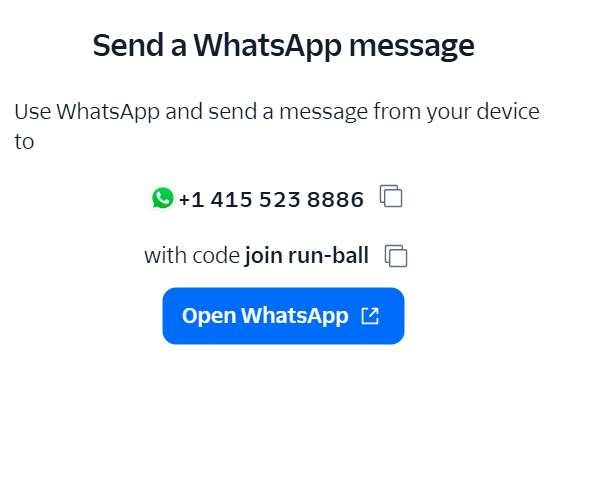 Send a WhatsApp message
Use WhatsApp and send a message from your device
to
+1 415 523 8886
with code join run-ball
Open WhatsApp